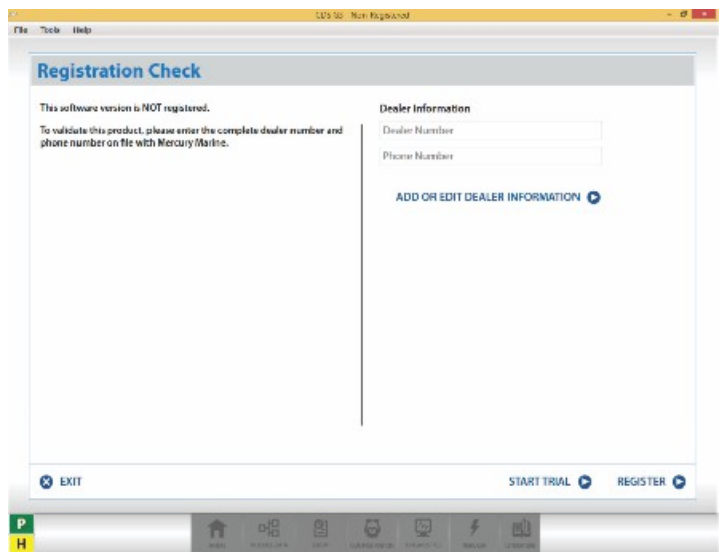 CDS G3 - Non Registered
File Tools Help
Registration Check
This software version is NOT registered.
To validate this product, please enter the complete dealer number and
phone number on file with Mercury Marine.
Dealer Information
Dealer Number
Phone Number
ADD OR EDIT DEALER INFORMATION
EXIT
START TRIAL
REGISTER
P
H